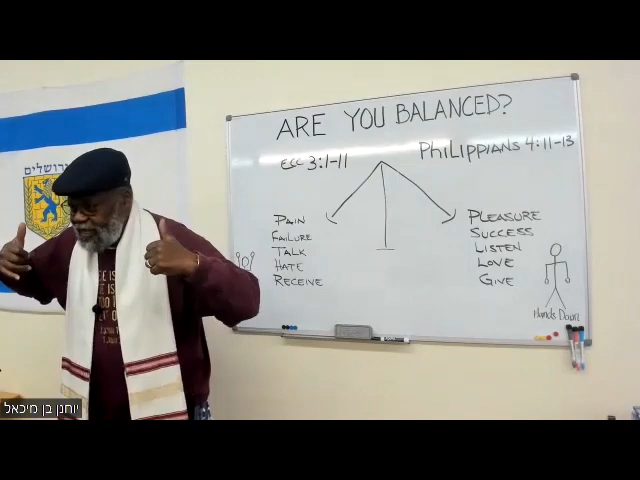 ARE YOU BALANCED?
ECC 3:1-11
PHILIPPIANS 4:11-13
PAIN
FAILURE
TALK
HATE
RECEIVE
PLEASURE
SUCCESS
LISTEN
LOVE
GIVE
Hands Down
ירושלים
יוחנן בן מיכאל